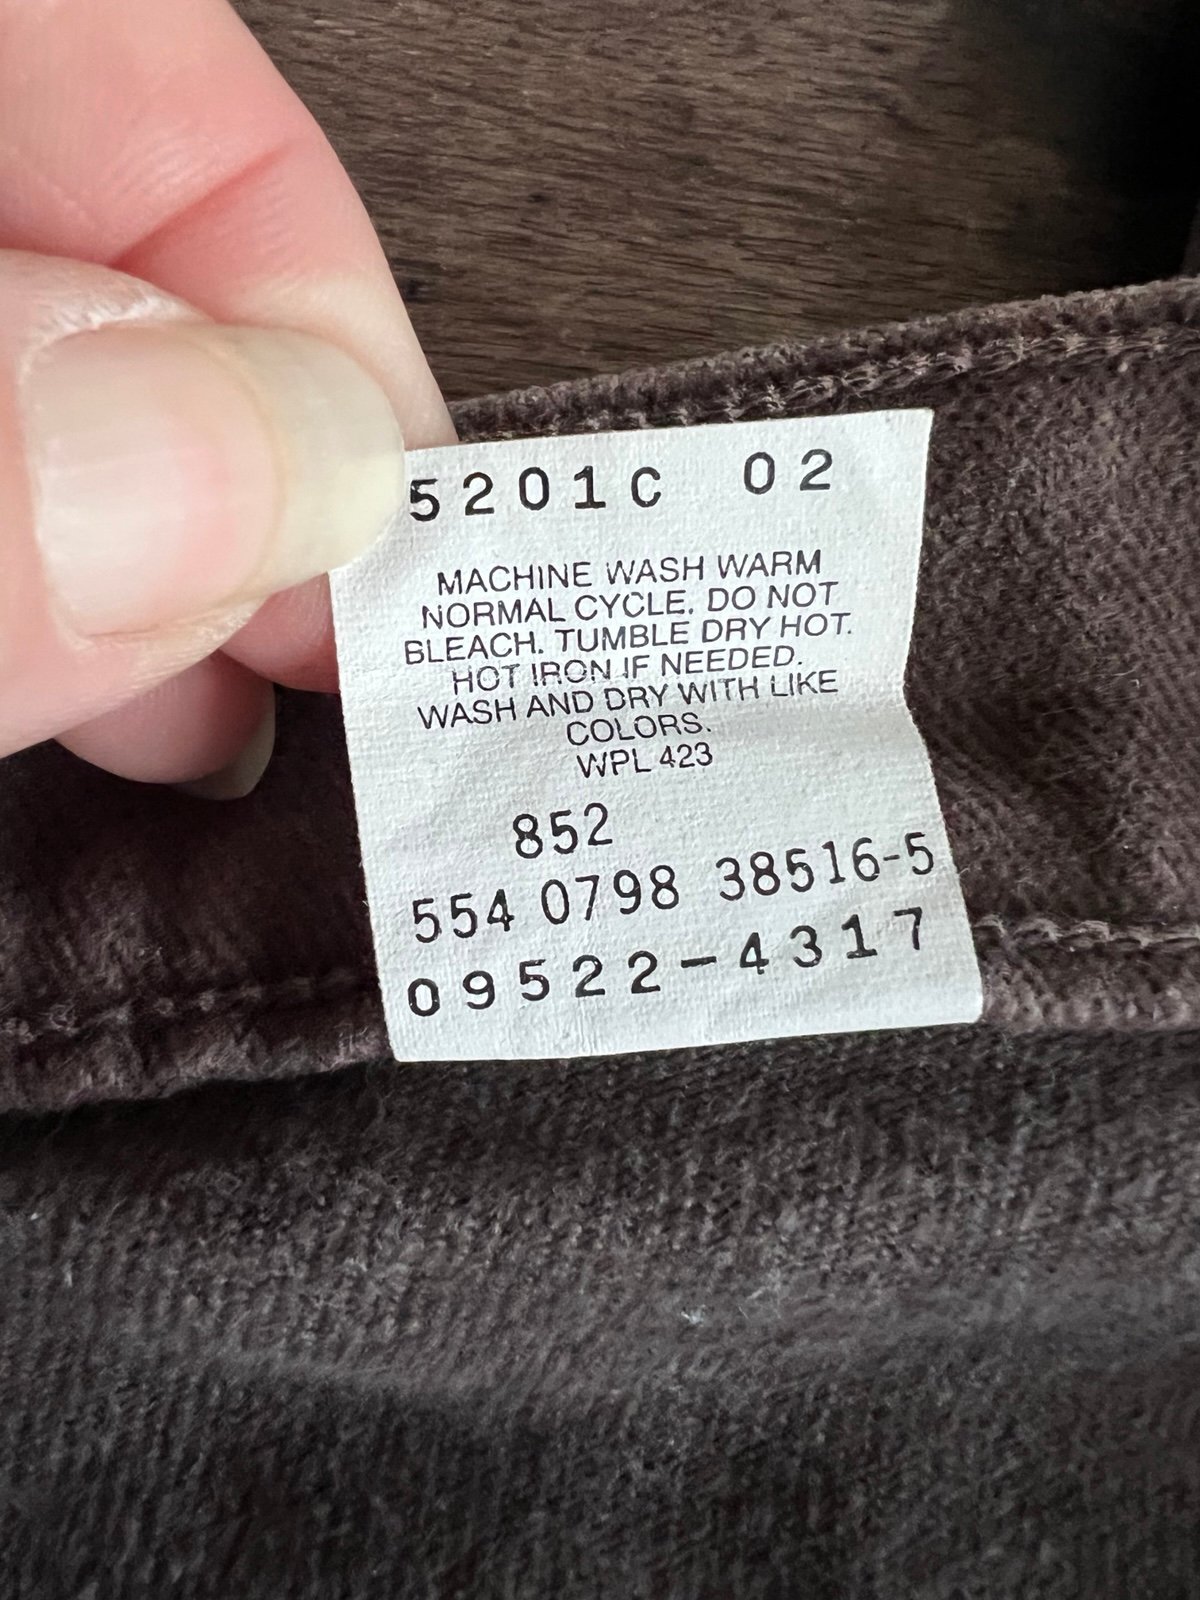 5201C 02
MACHINE WASH WARM
NORMAL CYCLE. DO NOT
BLEACH. TUMBLE DRY HOT.
HOT IRON IF NEEDED.
WASH AND DRY WITH LIKE
COLORS.
WPL 423
852
554 0798 38516-5
09522-4317